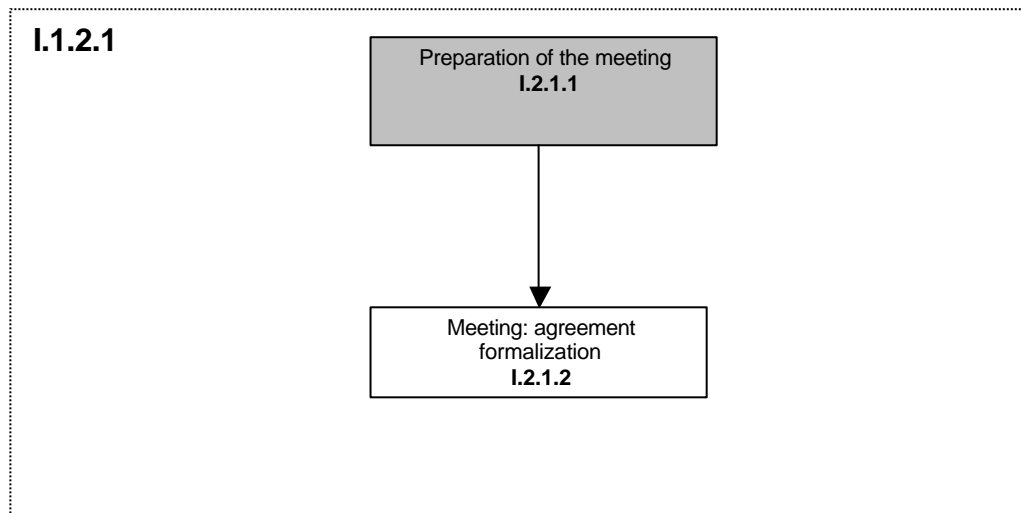 I.1.2.1
Preparation of the meeting
I.2.1.1
Meeting: agreement
formalization
I.2.1.2